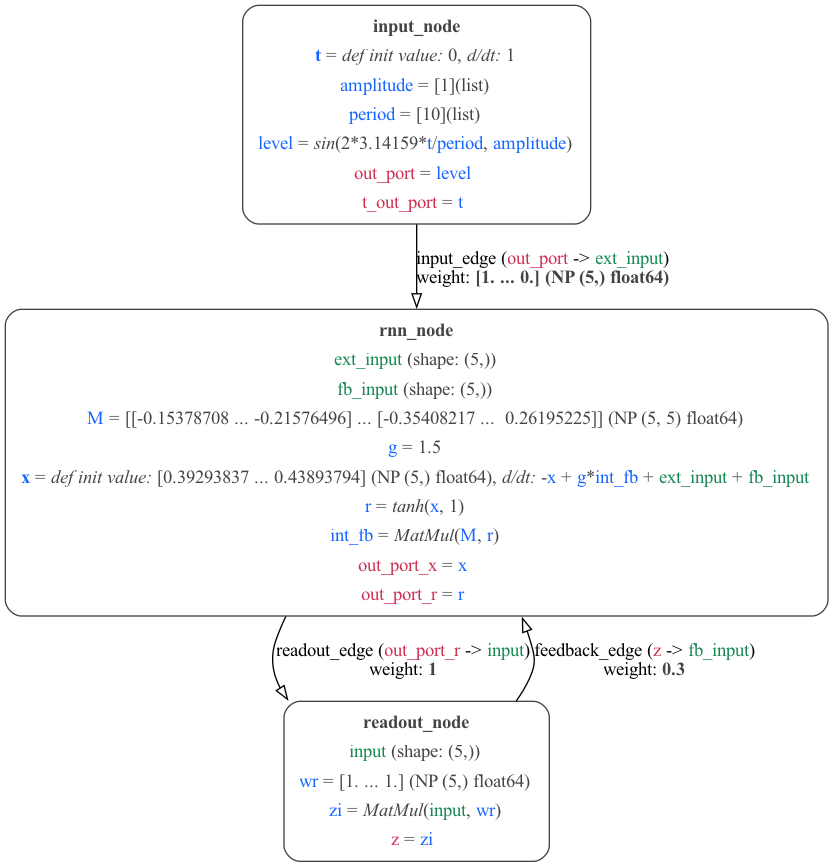 input_node
t = def init value: 0, d/dt: 1
amplitude = [1](list)
period = [10](list)
level = sin(2*3.14159*t/period, amplitude)
out_port = level
t_out_port = t
input_edge (out_port -> ext_input)
weight: [1. ... 0.] (NP (5,) float64)
rnn_node
ext_input (shape: (5,))
fb_input (shape: (5,))
M = [[-0.15378708 ... -0.21576496] ... [-0.35408217 ...  0.26195225]] (NP (5, 5) float64)
g = 1.5
x = def init value: [0.39293837 ... 0.43893794] (NP (5,) float64), d/dt: -x + g*int_fb + ext_input + fb_input
r = tanh(x, 1)
int_fb = MatMul(M, r)
out_port_x = x
out_port_r = r
readout_edge (out_port_r -> input)
weight: 1
feedback_edge (z -> fb_input)
weight: 0.3
readout_node
input (shape: (5,))
wr = [1. ... 1.] (NP (5,) float64)
zi = MatMul(input, wr)
z = zi